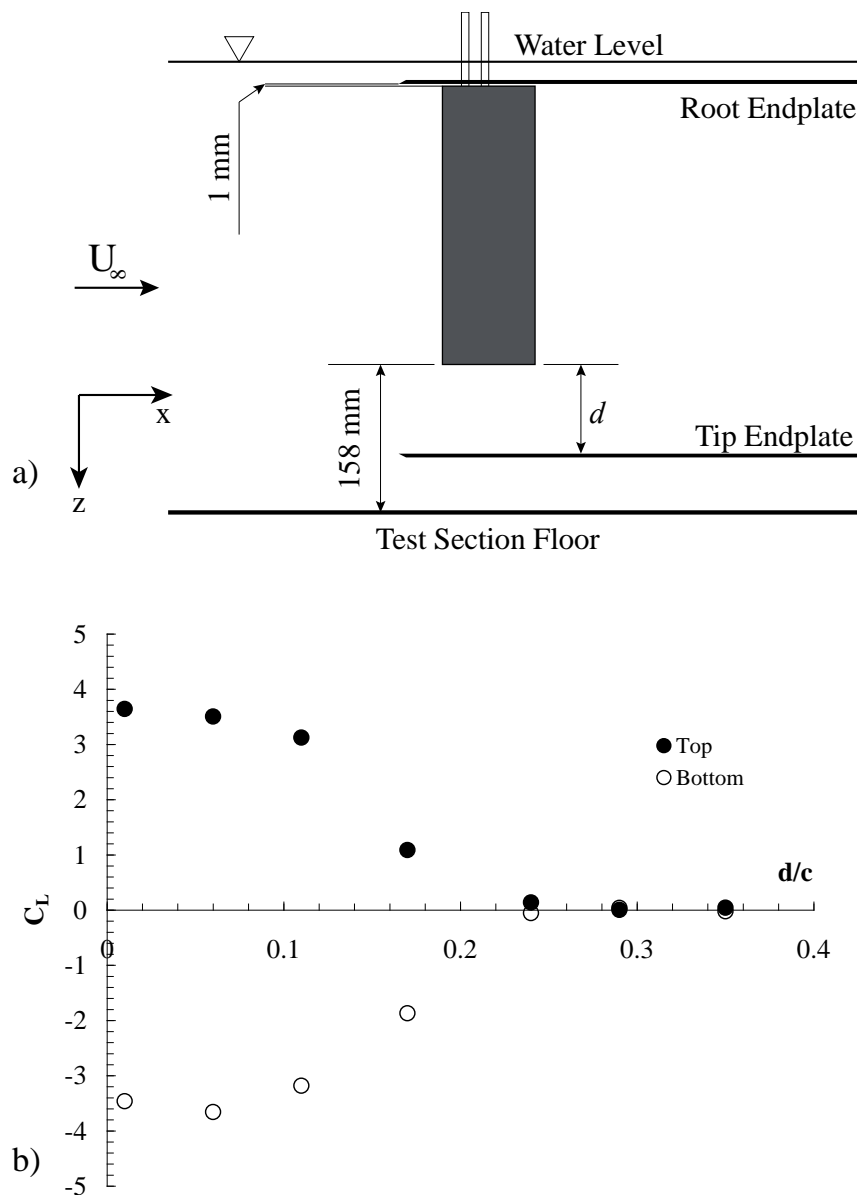 Water Level
Root Endplate
1 mm
U∞
x
158 mm
d
Tip Endplate
a)
z
Test Section Floor
5
4
3
Top
Bottom
2
1
d/c
C_L
0
0 0.1 0.2 0.3 0.4
-1
-2
-3
-4
b)
-5